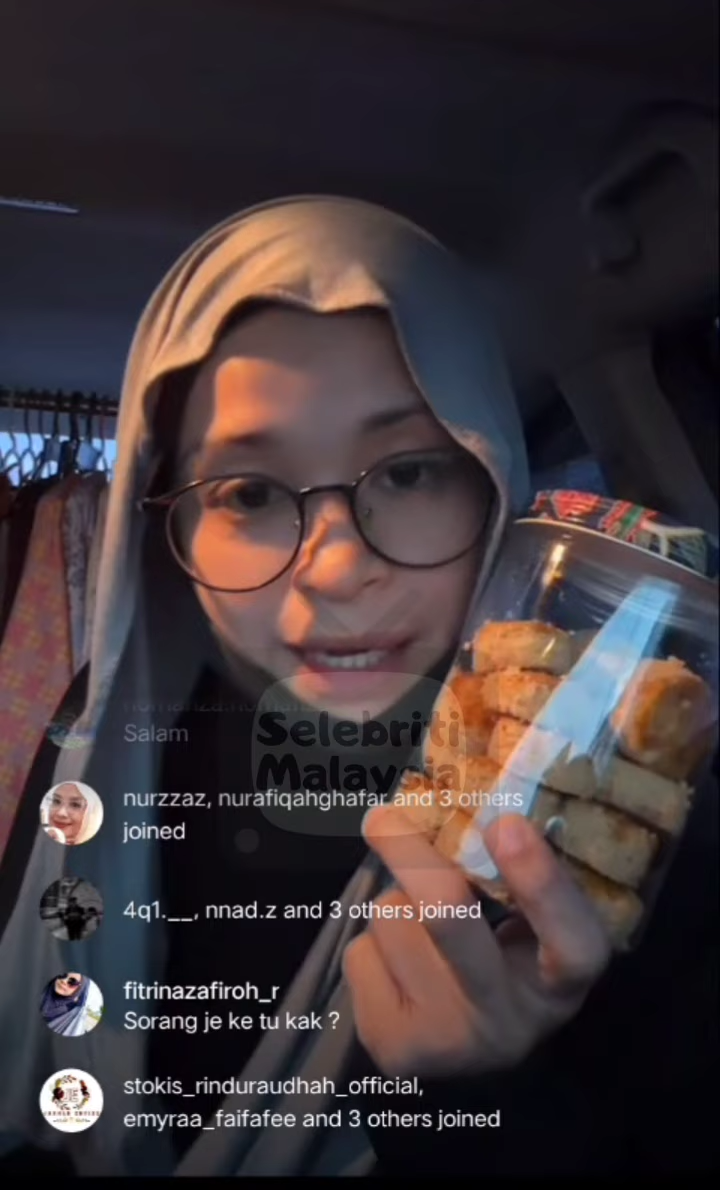 Salam
Selebriti
Malaysia
nurzzaz, nurafiqahghafar and 3 others
joined
4q1.__, nnad.z and 3 others joined
fitrinazafiroh_r
Sorang je ke tu kak ?
stokis_rinduraudhah_official,
emyraa_faifafee and 3 others joined